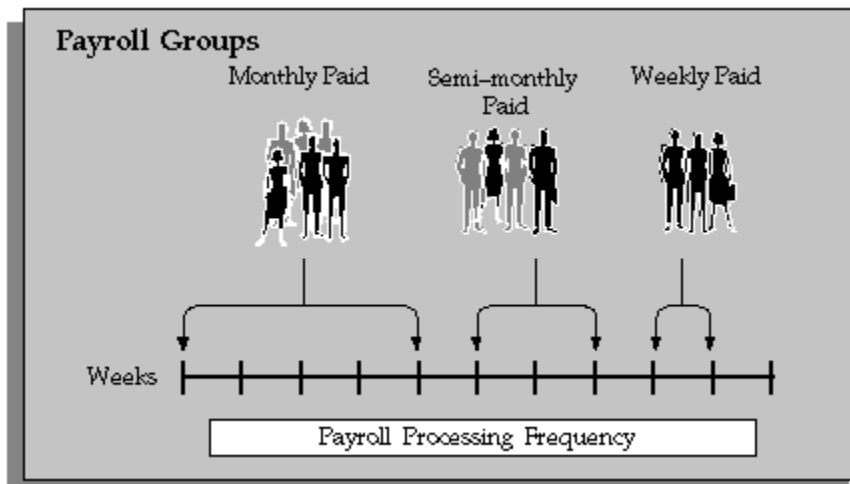 Payroll Groups
Monthly Paid
Semi-monthly
Paid
Weekly Paid
Weeks
Payroll Processing Frequency